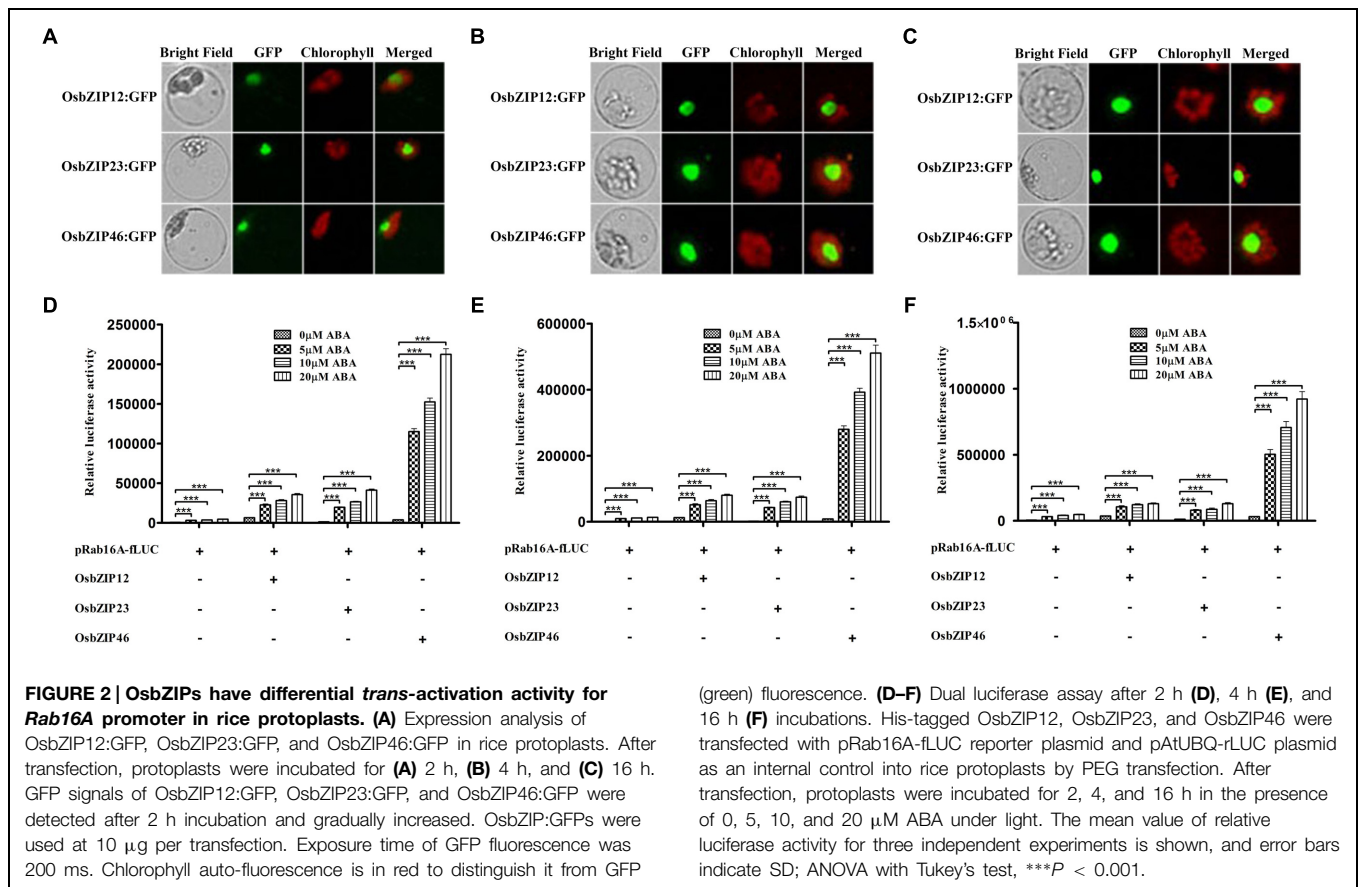 A
B
C
Bright Field GFP Chlorophyll Merged
Bright Field GFP Chlorophyll Merged
Bright Field GFP Chlorophyll Merged
OsbZIP12:GFP
OsbZIP23:GFP
OsbZIP46:GFP
OsbZIP12:GFP
OsbZIP23:GFP
OsbZIP46:GFP
OsbZIP12:GFP
OsbZIP23:GFP
OsbZIP46:GFP
D
Relative luciferase activity
250000
200000
150000
100000
50000
0
0μM ABA
5μM ABA
10μM ABA
20μM ABA
*** *** ***
*** *** ***
*** *** ***
*** *** ***
pRab16A-fLUC + + + +
OsbZIP12 - + - -
OsbZIP23 - - + -
OsbZIP46 - - - +
E
Relative luciferase activity
600000
400000
200000
0
0μM ABA
5μM ABA
10μM ABA
20μM ABA
*** *** ***
*** *** ***
*** *** ***
*** *** ***
pRab16A-fLUC + + + +
OsbZIP12 - + - -
OsbZIP23 - - + -
OsbZIP46 - - - +
F
Relative luciferase activity
1.5×10⁰⁶
1000000
500000
0
0μM ABA
5μM ABA
10μM ABA
20μM ABA
*** *** ***
*** *** ***
*** *** ***
*** *** ***
pRab16A-fLUC + + + +
OsbZIP12 - + - -
OsbZIP23 - - + -
OsbZIP46 - - - +
FIGURE 2 | OsbZIPs have differential trans-activation activity for
Rab16A promoter in rice protoplasts. (A) Expression analysis of
OsbZIP12:GFP, OsbZIP23:GFP, and OsbZIP46:GFP in rice protoplasts. After
transfection, protoplasts were incubated for (A) 2 h, (B) 4 h, and (C) 16 h.
GFP signals of OsbZIP12:GFP, OsbZIP23:GFP, and OsbZIP46:GFP were
detected after 2 h incubation and gradually increased. OsbZIP:GFPs were
used at 10 μg per transfection. Exposure time of GFP fluorescence was
200 ms. Chlorophyll auto-fluorescence is in red to distinguish it from GFP
(green) fluorescence. (D–F) Dual luciferase assay after 2 h (D), 4 h (E), and
16 h (F) incubations. His-tagged OsbZIP12, OsbZIP23, and OsbZIP46 were
transfected with pRab16A-fLUC reporter plasmid and pAtUBQ-rLUC plasmid
as an internal control into rice protoplasts by PEG transfection. After
transfection, protoplasts were incubated for 2, 4, and 16 h in the presence
of 0, 5, 10, and 20 μM ABA under light. The mean value of relative
luciferase activity for three independent experiments is shown, and error bars
indicate SD; ANOVA with Tukey's test, ***P < 0.001.